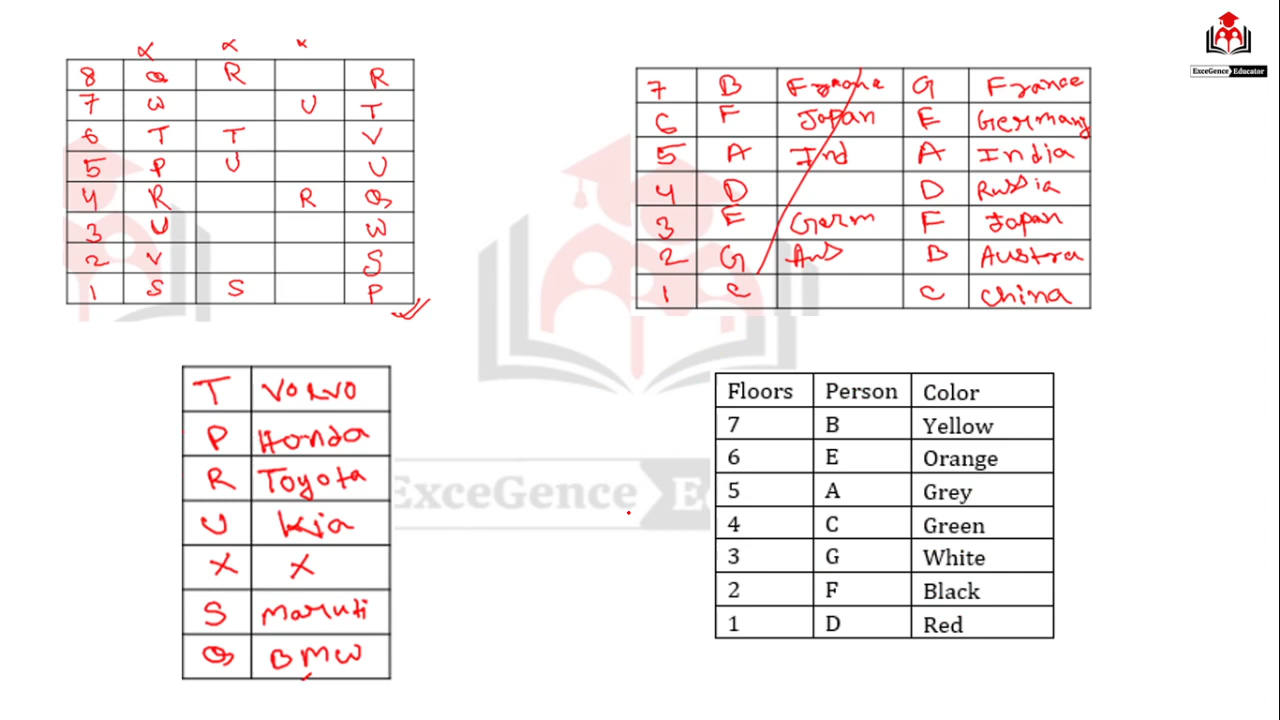 ExceGence Educator
α α x
8 Q R R
7 W U T
6 T T V
5 P U U
4 R R Q
3 U W
2 V S
1 S S P
7 B France G France
6 F Japan E Germany
5 A Ind A India
4 D D Russia
3 E Germ F Japan
2 G Aus B Austra
1 C C China
T Volvo
P Honda
R Toyota
U Kia
X X
S Maruti
Q BMW
ExceGence E
Floors Person Color
7 B Yellow
6 E Orange
5 A Grey
4 C Green
3 G White
2 F Black
1 D Red